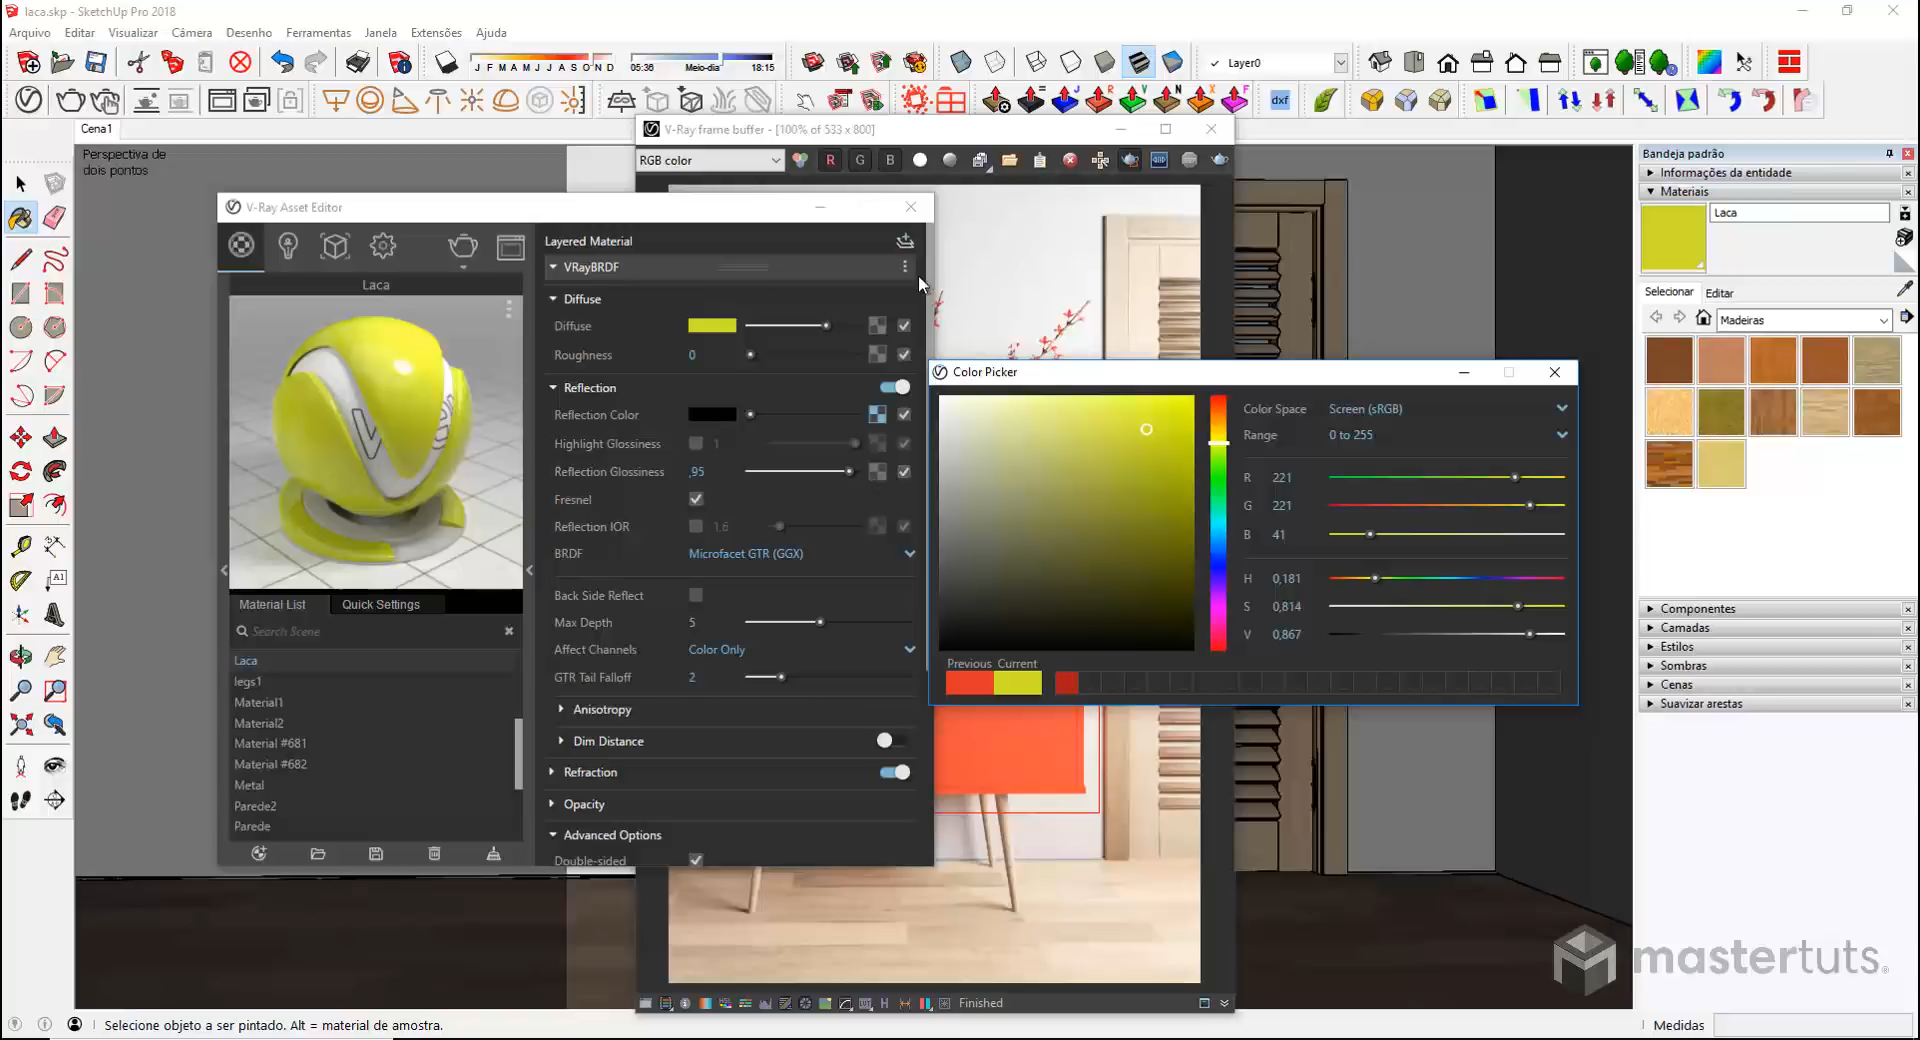 laca.skp - SketchUp Pro 2018
Arquivo Editar Visualizar Câmera Desenho Ferramentas Janela Extensões Ajuda
J F M A M J J A S O N D
05:36 Meio-dia 18:15
Layer0
dxf
Cena1
Perspectiva de
dois pontos
V-Ray frame buffer - [100% of 533 x 800]
RGB color
R G B
V-Ray Asset Editor
Laca
Material List Quick Settings
Search Scene
Laca
legs1
Material1
Material2
Material #681
Material #682
Metal
Parede2
Parede
Layered Material
VRayBRDF
Diffuse
Diffuse
Roughness 0
Reflection
Reflection Color
Highlight Glossiness 1
Reflection Glossiness ,95
Fresnel
Reflection IOR 1.6
BRDF Microfacet GTR (GGX)
Back Side Reflect
Max Depth 5
Affect Channels Color Only
GTR Tail Falloff 2
Anisotropy
Dim Distance
Refraction
Opacity
Advanced Options
Double-sided
Color Picker
Color Space Screen (sRGB)
Range 0 to 255
R 221
G 221
B 41
H 0,181
S 0,814
V 0,867
Previous Current
Finished
Bandeja padrão
Informações da entidade
Materiais
Laca
Selecionar Editar
Madeiras
Componentes
Camadas
Estilos
Sombras
Cenas
Suavizar arestas
mastertuts®
Selecione objeto a ser pintado. Alt = material de amostra.
Medidas